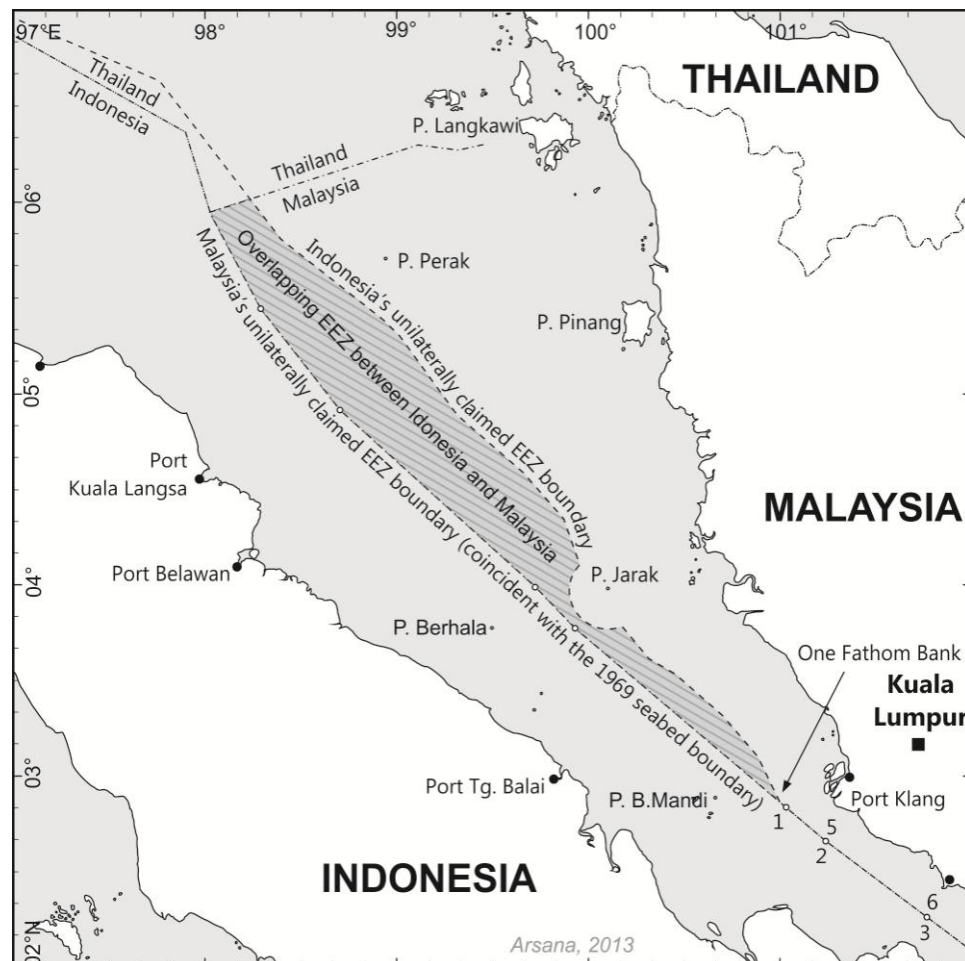 97°E
98°
99°
100°
101°
THAILAND
Thailand
Indonesia
P. Langkawi
Thailand
Malaysia
06°
P. Perak
P. Pinang
Overlapping EEZ between Idonesia and Malaysia
Indonesia's unilaterally claimed EEZ boundary
Malaysia's unilaterally claimed EEZ boundary (coincident with the 1969 seabed boundary)
05°
Port
Kuala Langsa
MALAYSIA
Port Belawan
04°
P. Jarak
P. Berhala
One Fathom Bank
Kuala
Lumpur
03°
Port Tg. Balai
P. B.Mandi
Port Klang
1
5
2
INDONESIA
6
3
02°N
Arsana, 2013